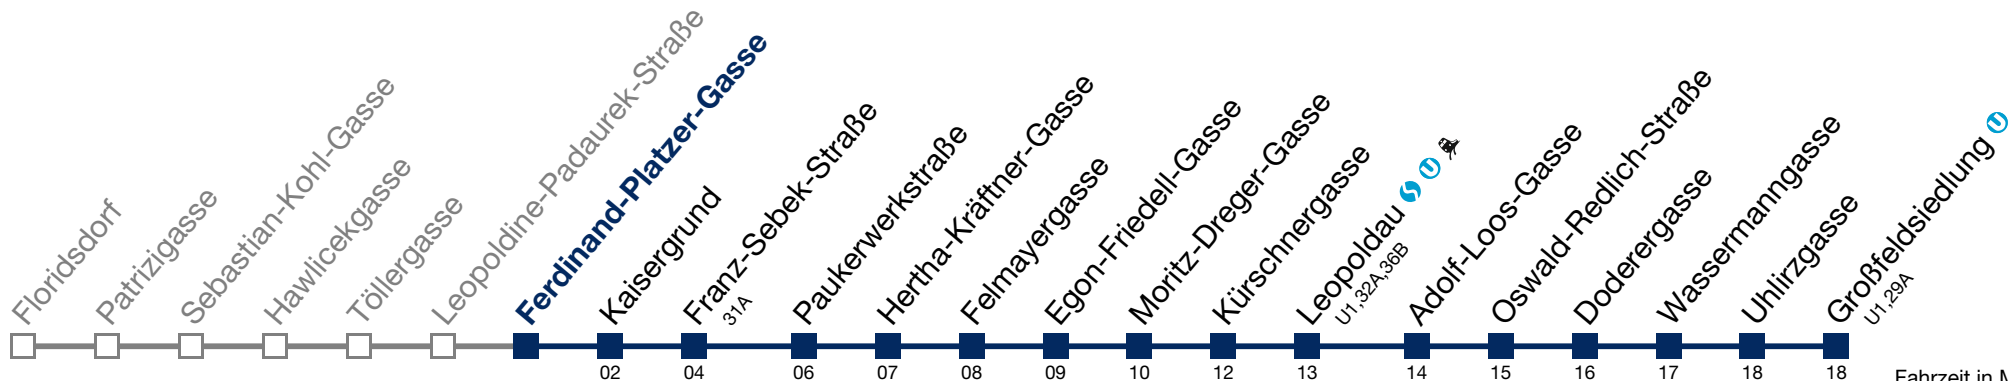 Floridsdorf
Patrizigasse
Sebastian-Kohl-Gasse
Hawlicekgasse
Töllergasse
Leopoldine-Padaurek-Straße
Ferdinand-Platzer-Gasse
Kaisergrund
Franz-Sebek-Straße
31A
Paukerwerkstraße
Hertha-Kräftner-Gasse
Felmayergasse
Egon-Friedell-Gasse
Moritz-Dreger-Gasse
Kürschnergasse
Leopoldau U
U1,32A,36B
Adolf-Loos-Gasse
Oswald-Redlich-Straße
Doderergasse
Wassermanngasse
Uhlirzgasse
Großfeldsiedlung U
U1,29A
02 04 06 07 08 09 10 12 13 14 15 16 17 18 18
Fahrzeit in M